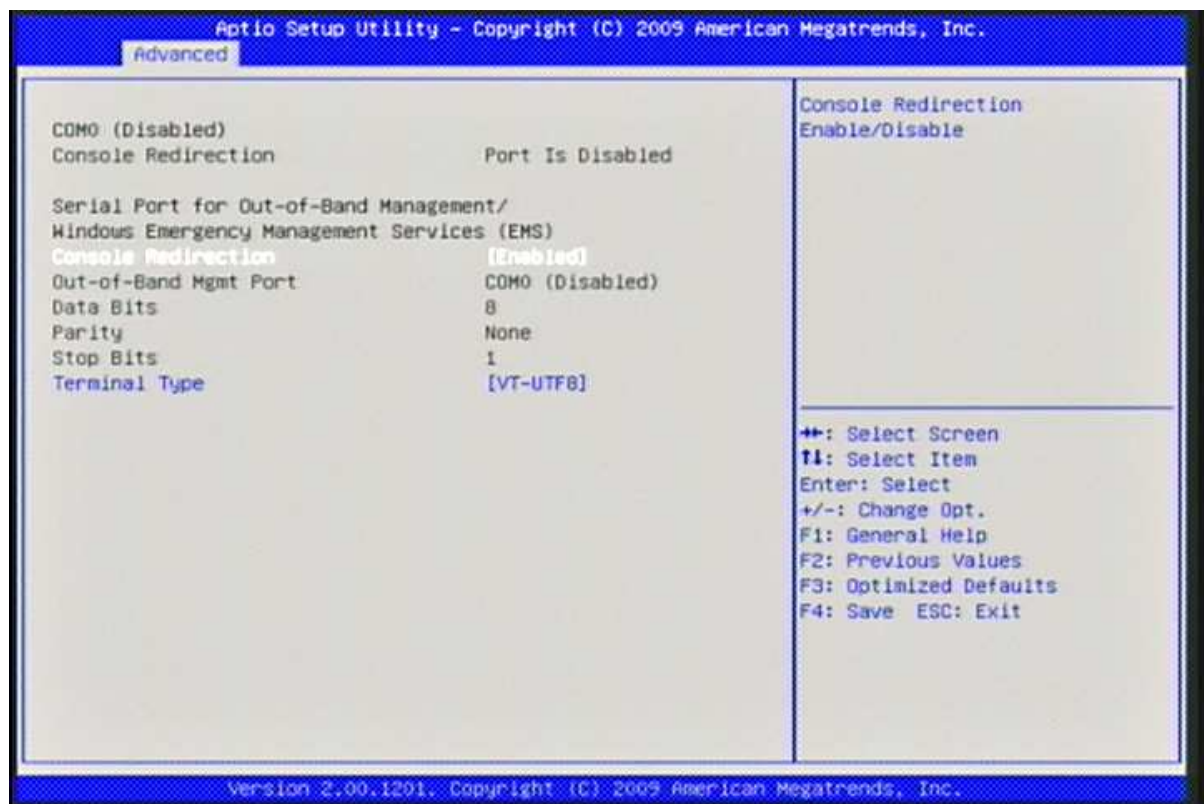 Aptio Setup Utility - Copyright (C) 2009 American Megatrends, Inc.
Advanced
COM0 (Disabled)
Console Redirection Port Is Disabled
Serial Port for Out-of-Band Management/
Windows Emergency Management Services (EMS)
Console Redirection [Enabled]
Out-of-Band Mgmt Port COM0 (Disabled)
Data Bits 8
Parity None
Stop Bits 1
Terminal Type [VT-UTF8]
Console Redirection
Enable/Disable
→←: Select Screen
↑↓: Select Item
Enter: Select
+/-: Change Opt.
F1: General Help
F2: Previous Values
F3: Optimized Defaults
F4: Save ESC: Exit
Version 2.00.1201. Copyright (C) 2009 American Megatrends, Inc.